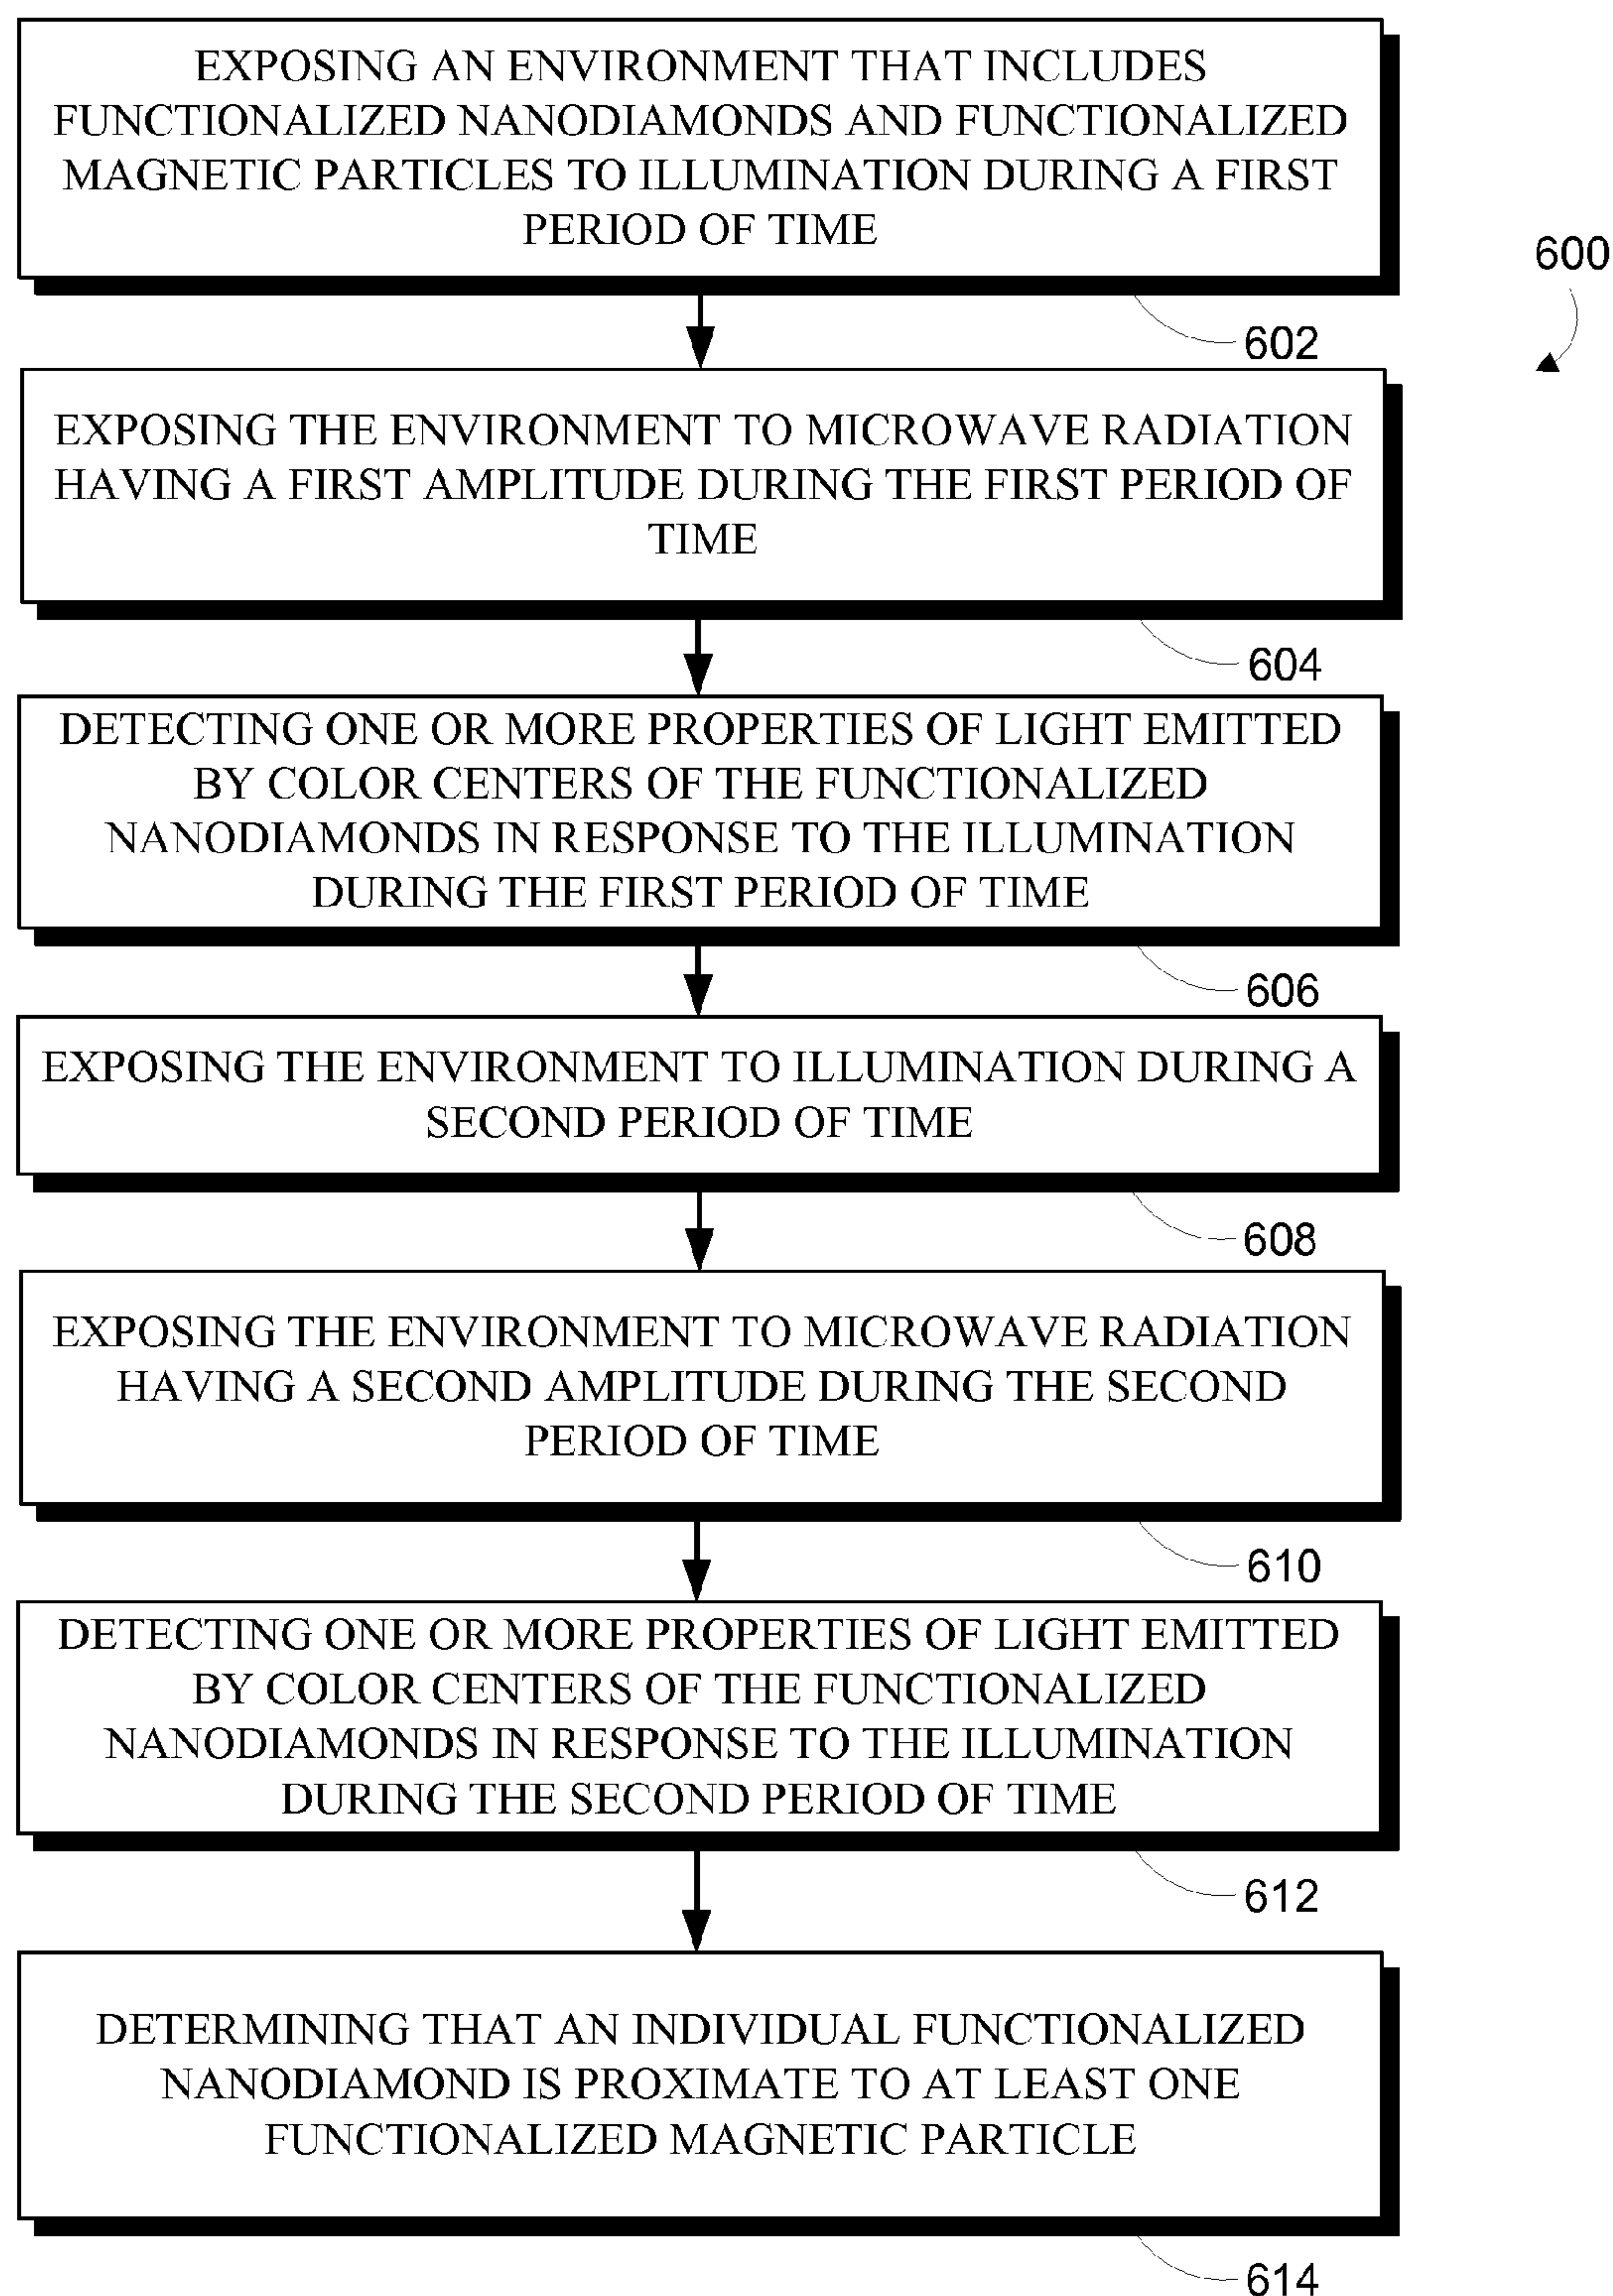 EXPOSING AN ENVIRONMENT THAT INCLUDES
FUNCTIONALIZED NANODIAMONDS AND FUNCTIONALIZED
MAGNETIC PARTICLES TO ILLUMINATION DURING A FIRST
PERIOD OF TIME
600
602
EXPOSING THE ENVIRONMENT TO MICROWAVE RADIATION
HAVING A FIRST AMPLITUDE DURING THE FIRST PERIOD OF
TIME
604
DETECTING ONE OR MORE PROPERTIES OF LIGHT EMITTED
BY COLOR CENTERS OF THE FUNCTIONALIZED
NANODIAMONDS IN RESPONSE TO THE ILLUMINATION
DURING THE FIRST PERIOD OF TIME
606
EXPOSING THE ENVIRONMENT TO ILLUMINATION DURING A
SECOND PERIOD OF TIME
608
EXPOSING THE ENVIRONMENT TO MICROWAVE RADIATION
HAVING A SECOND AMPLITUDE DURING THE SECOND
PERIOD OF TIME
610
DETECTING ONE OR MORE PROPERTIES OF LIGHT EMITTED
BY COLOR CENTERS OF THE FUNCTIONALIZED
NANODIAMONDS IN RESPONSE TO THE ILLUMINATION
DURING THE SECOND PERIOD OF TIME
612
DETERMINING THAT AN INDIVIDUAL FUNCTIONALIZED
NANODIAMOND IS PROXIMATE TO AT LEAST ONE
FUNCTIONALIZED MAGNETIC PARTICLE
614